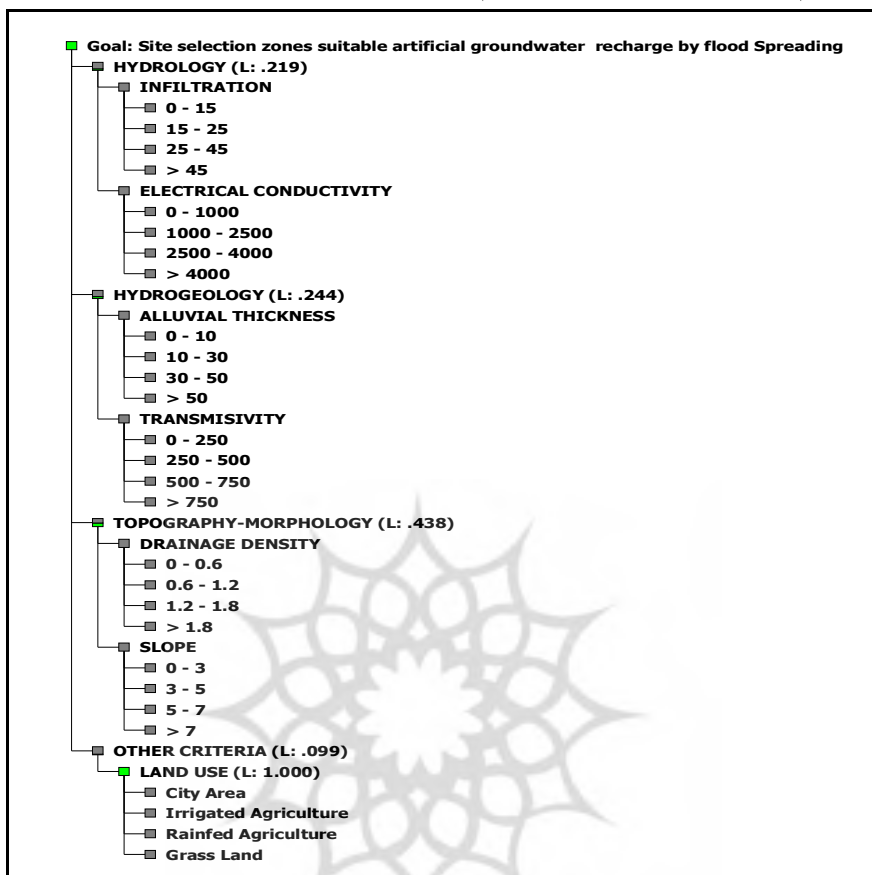 Goal: Site selection zones suitable artificial groundwater recharge by flood Spreading
HYDROLOGY (L: .219)
INFILTRATION
0 - 15
15 - 25
25 - 45
> 45
ELECTRICAL CONDUCTIVITY
0 - 1000
1000 - 2500
2500 - 4000
> 4000
HYDROGEOLOGY (L: .244)
ALLUVIAL THICKNESS
0 - 10
10 - 30
30 - 50
> 50
TRANSMISIVITY
0 - 250
250 - 500
500 - 750
> 750
TOPOGRAPHY-MORPHOLOGY (L: .438)
DRAINAGE DENSITY
0 - 0.6
0.6 - 1.2
1.2 - 1.8
> 1.8
SLOPE
0 - 3
3 - 5
5 - 7
> 7
OTHER CRITERIA (L: .099)
LAND USE (L: 1.000)
City Area
Irrigated Agriculture
Rainfed Agriculture
Grass Land